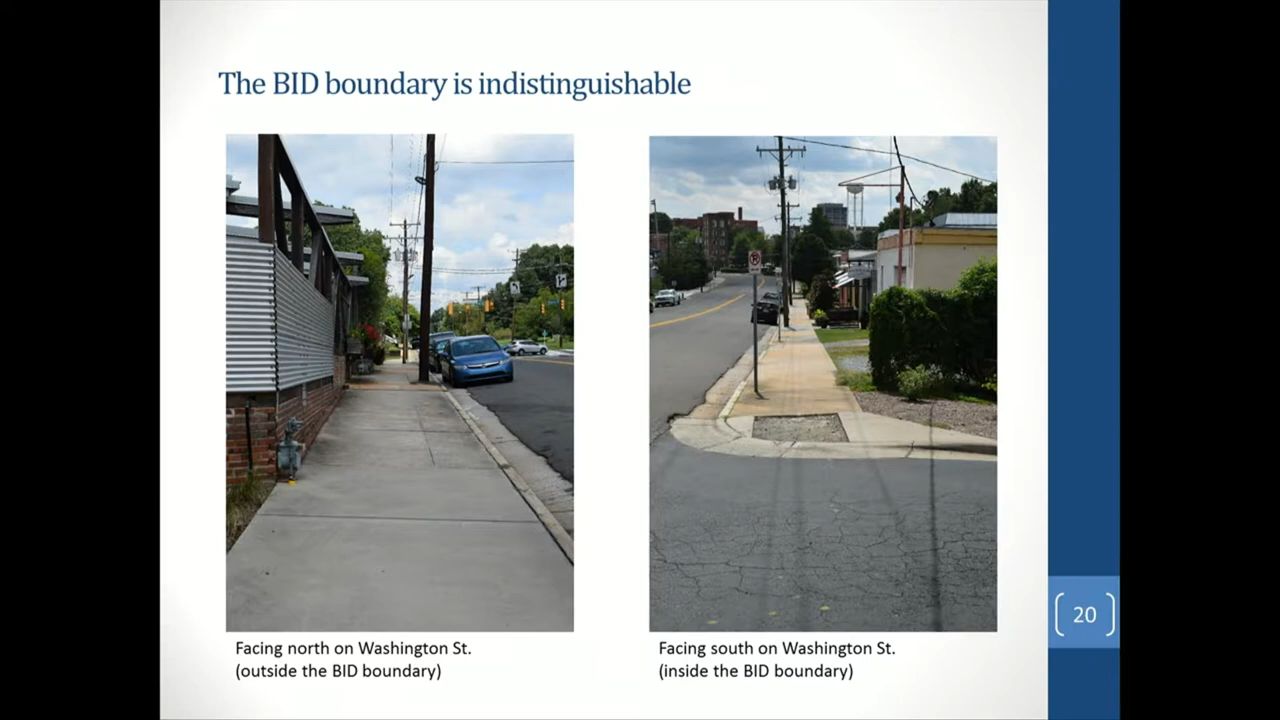 The BID boundary is indistinguishable
Facing north on Washington St.
(outside the BID boundary)
Facing south on Washington St.
(inside the BID boundary)
20